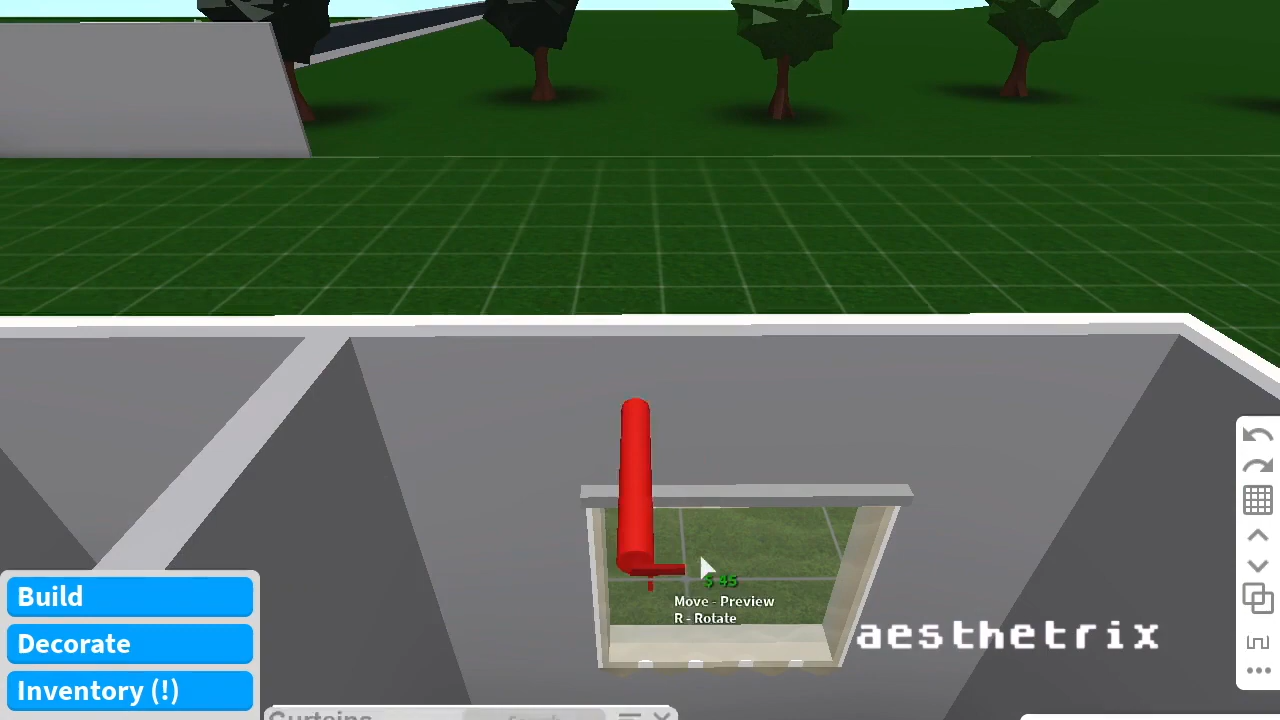 $ 45
Move - Preview
R - Rotate
Build
Decorate
Inventory (!)
aesthetrix
Curtains